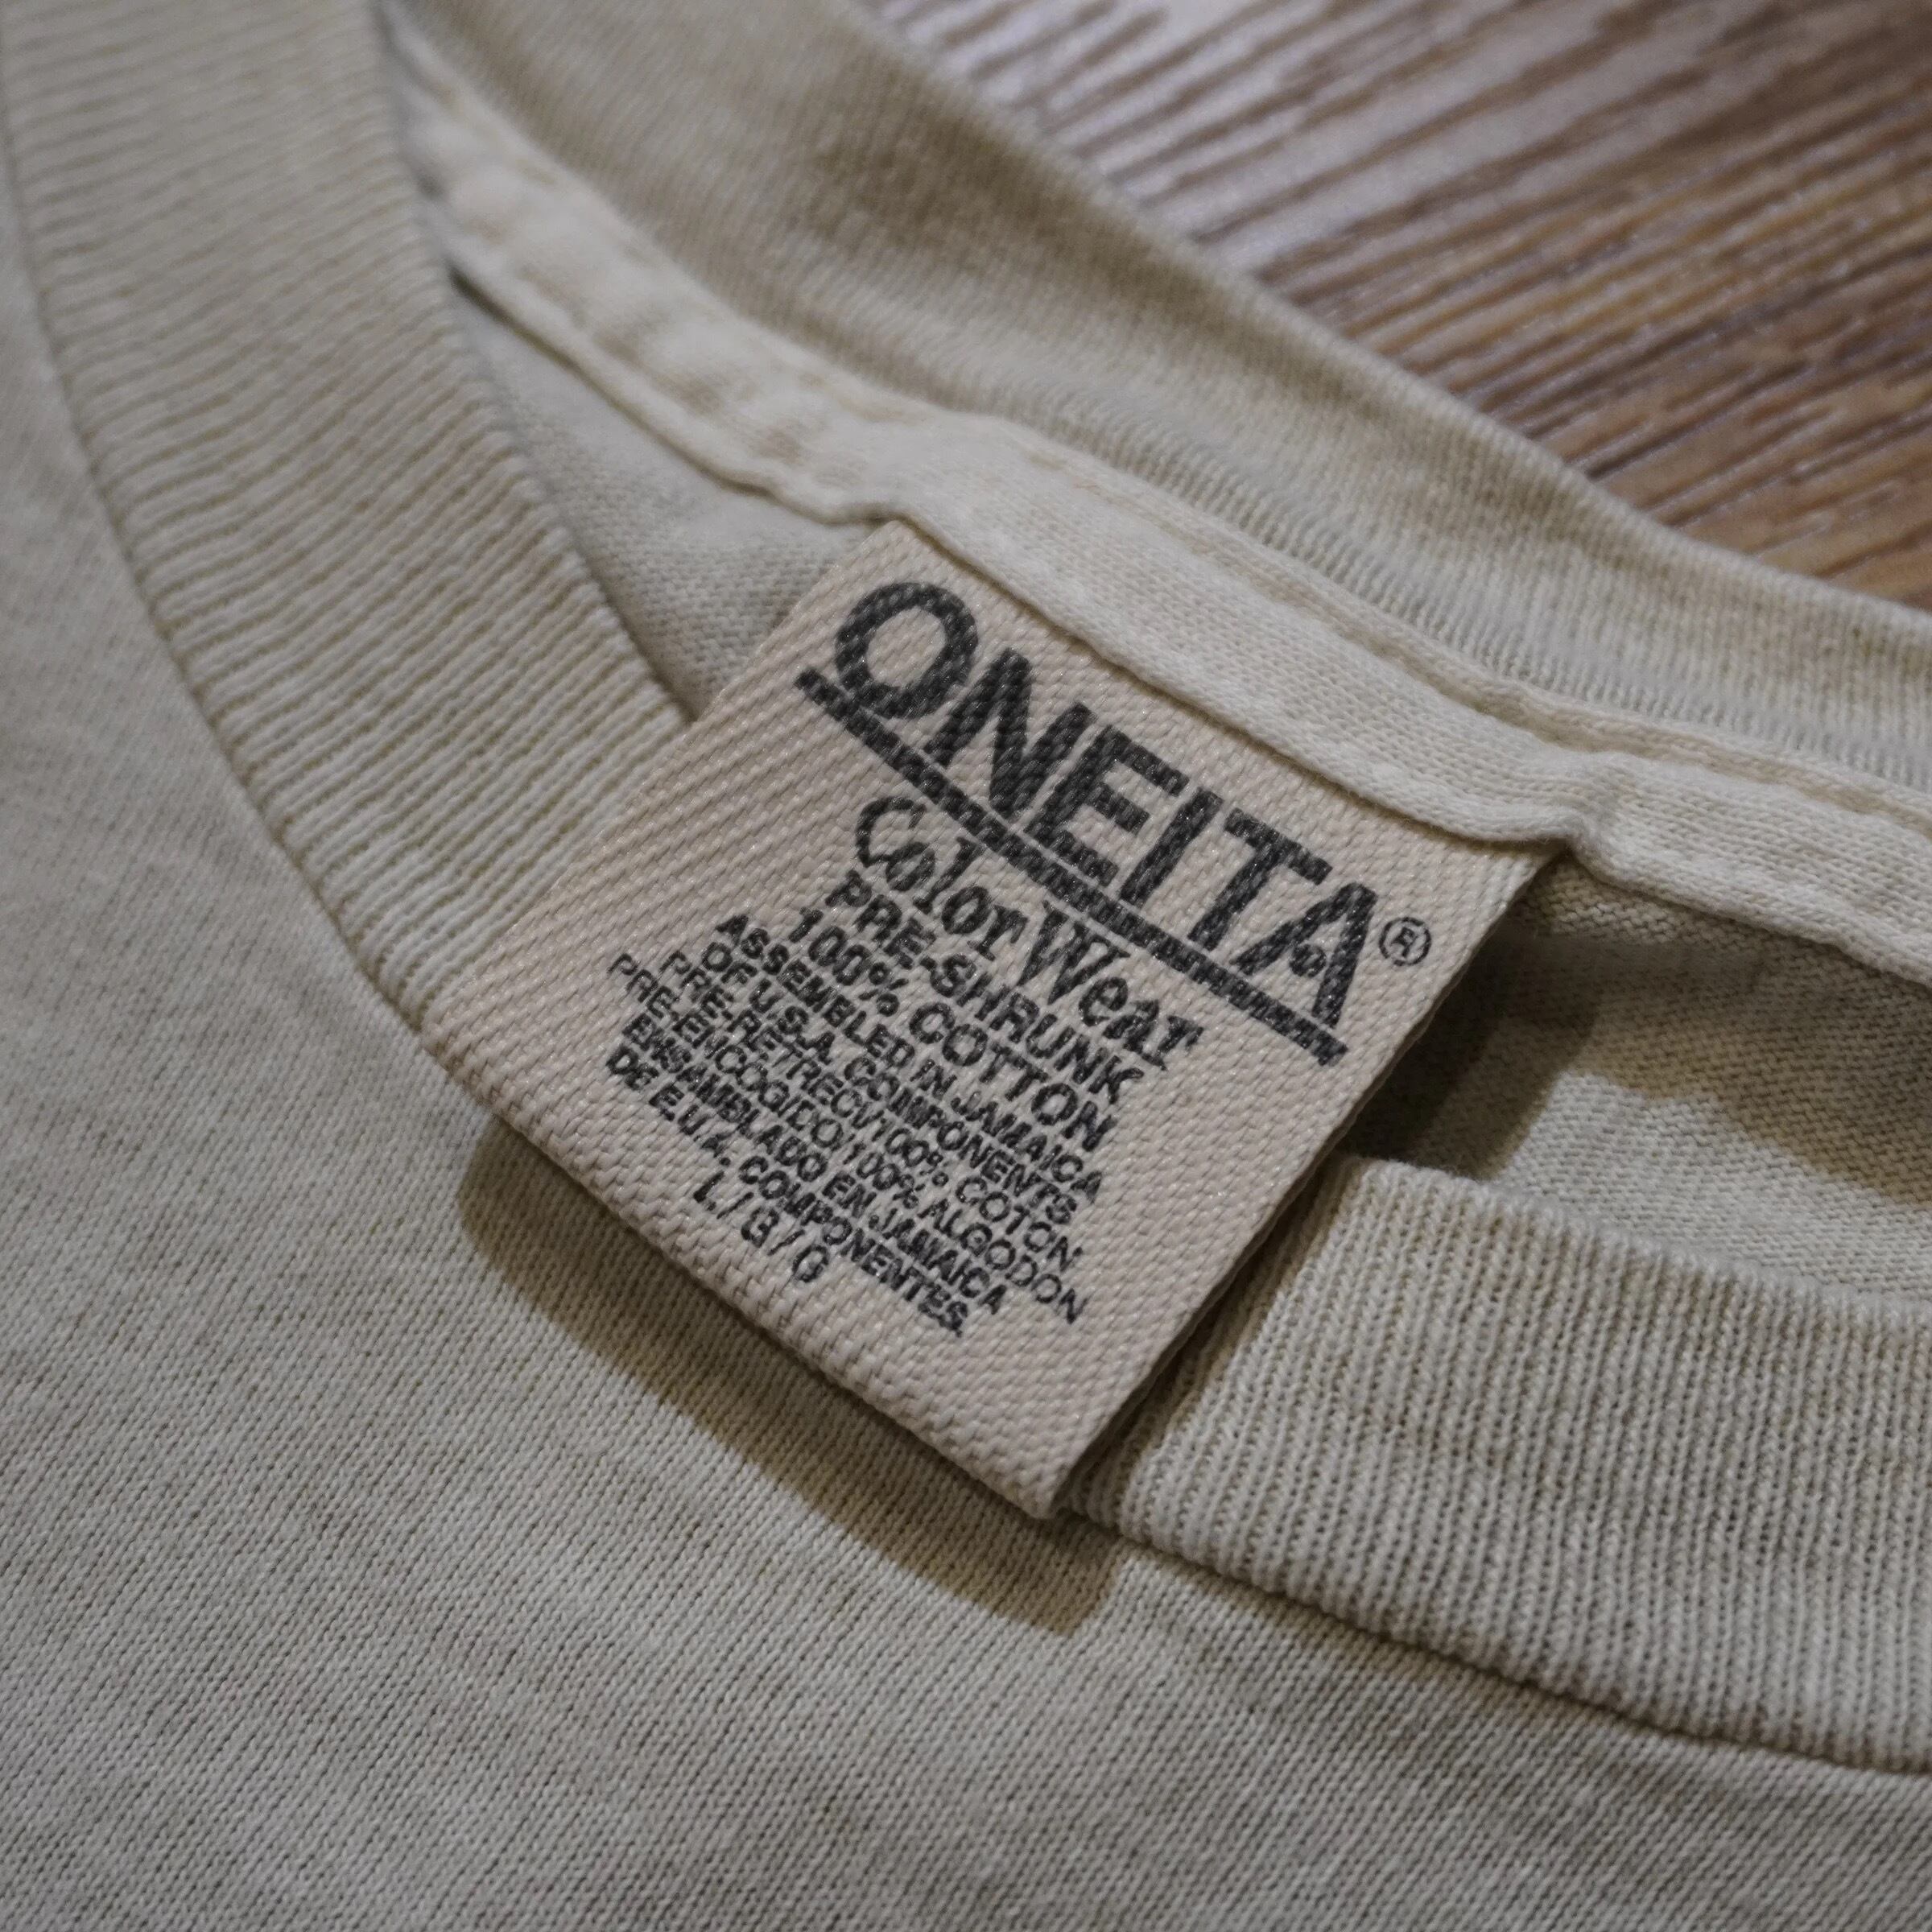 ONEITA®
Color Wear
PRE-SHRUNK
100% COTTON
ASSEMBLED IN JAMAICA
OF U.S.A. COMPONENTS
PRE-RETRECI/100% COTON
PRE-ENCOGIDO/100% ALGODON
ENSAMBLADO EN JAMAICA
DE E.U.A. COMPONENTES.
L/G/G